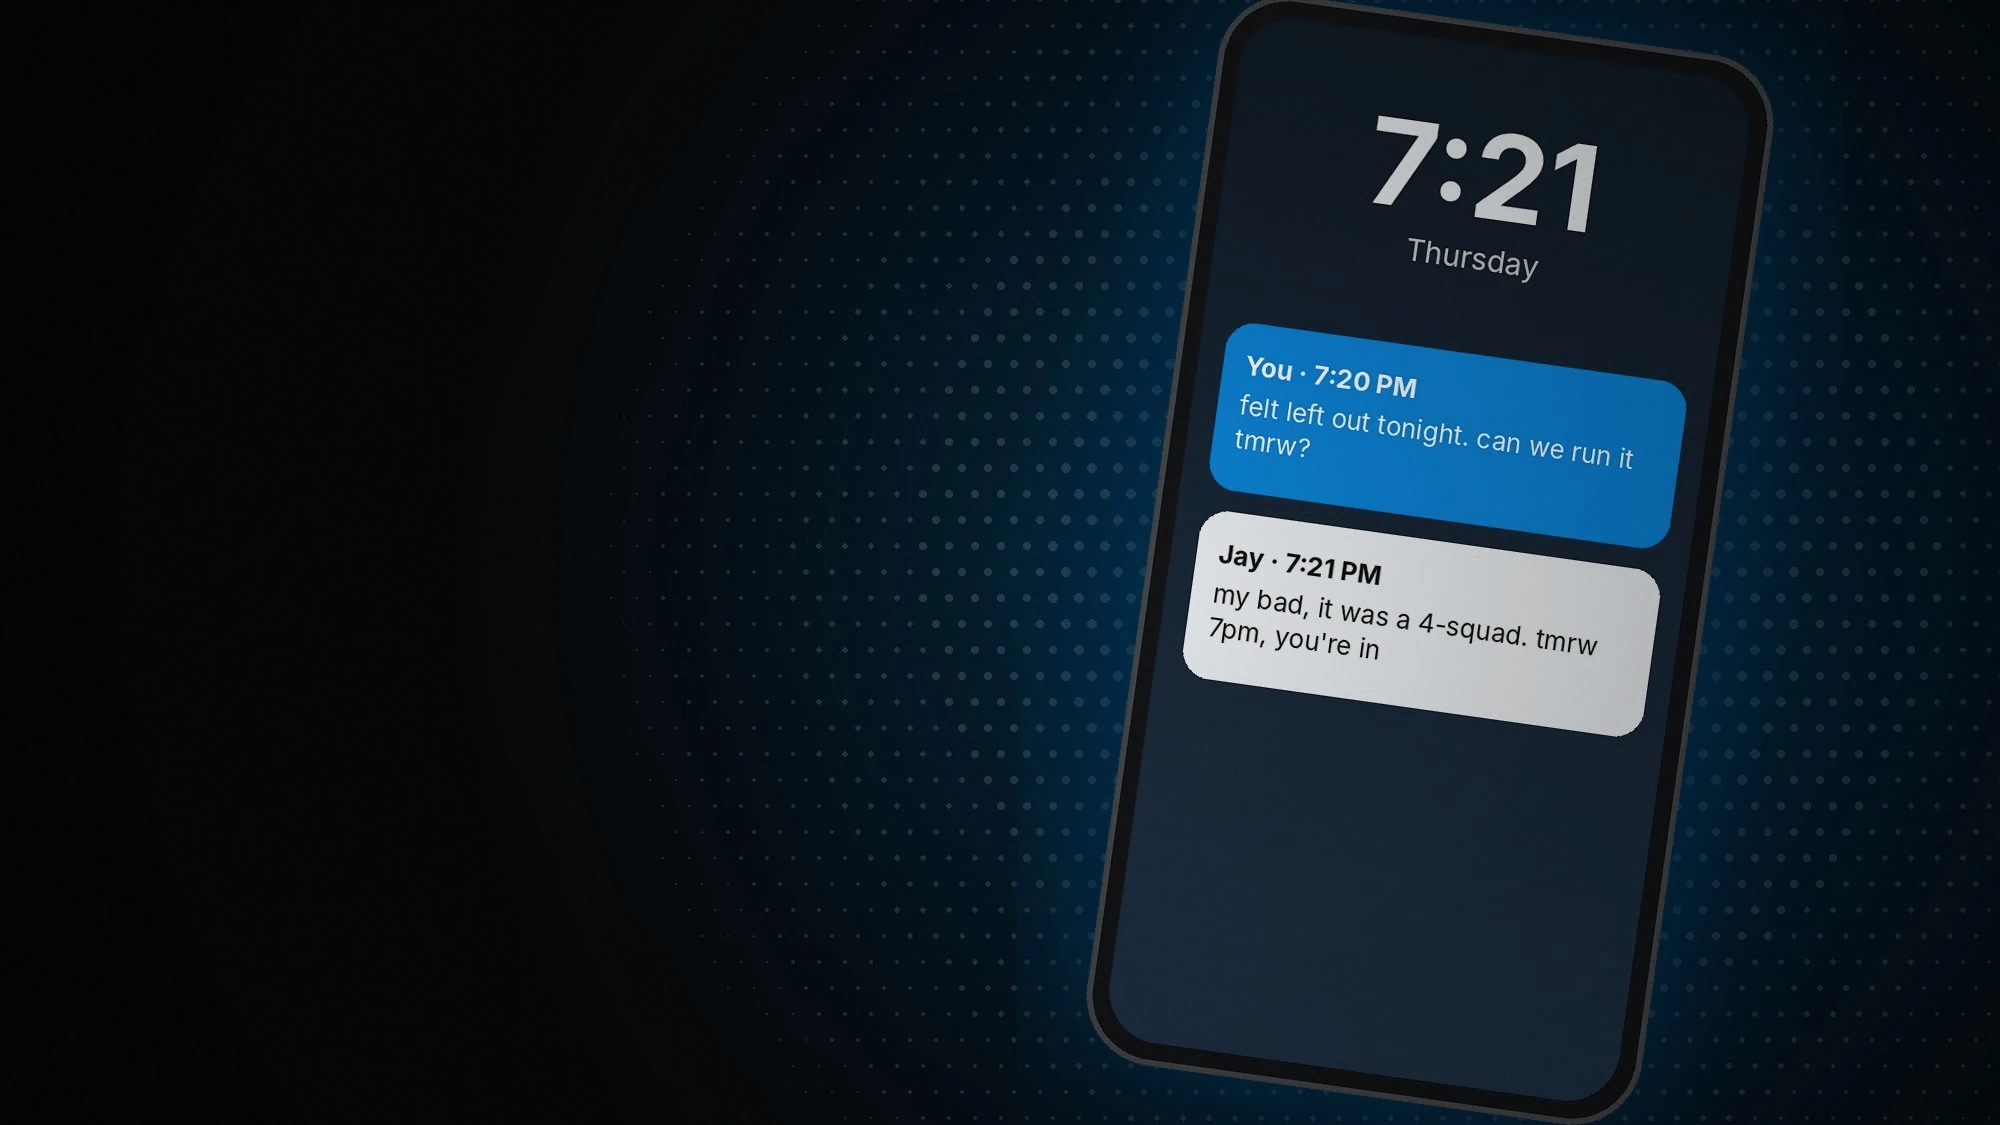 7:21
Thursday
You · 7:20 PM
felt left out tonight. can we run it
tmrw?
Jay · 7:21 PM
my bad, it was a 4-squad. tmrw
7pm, you're in